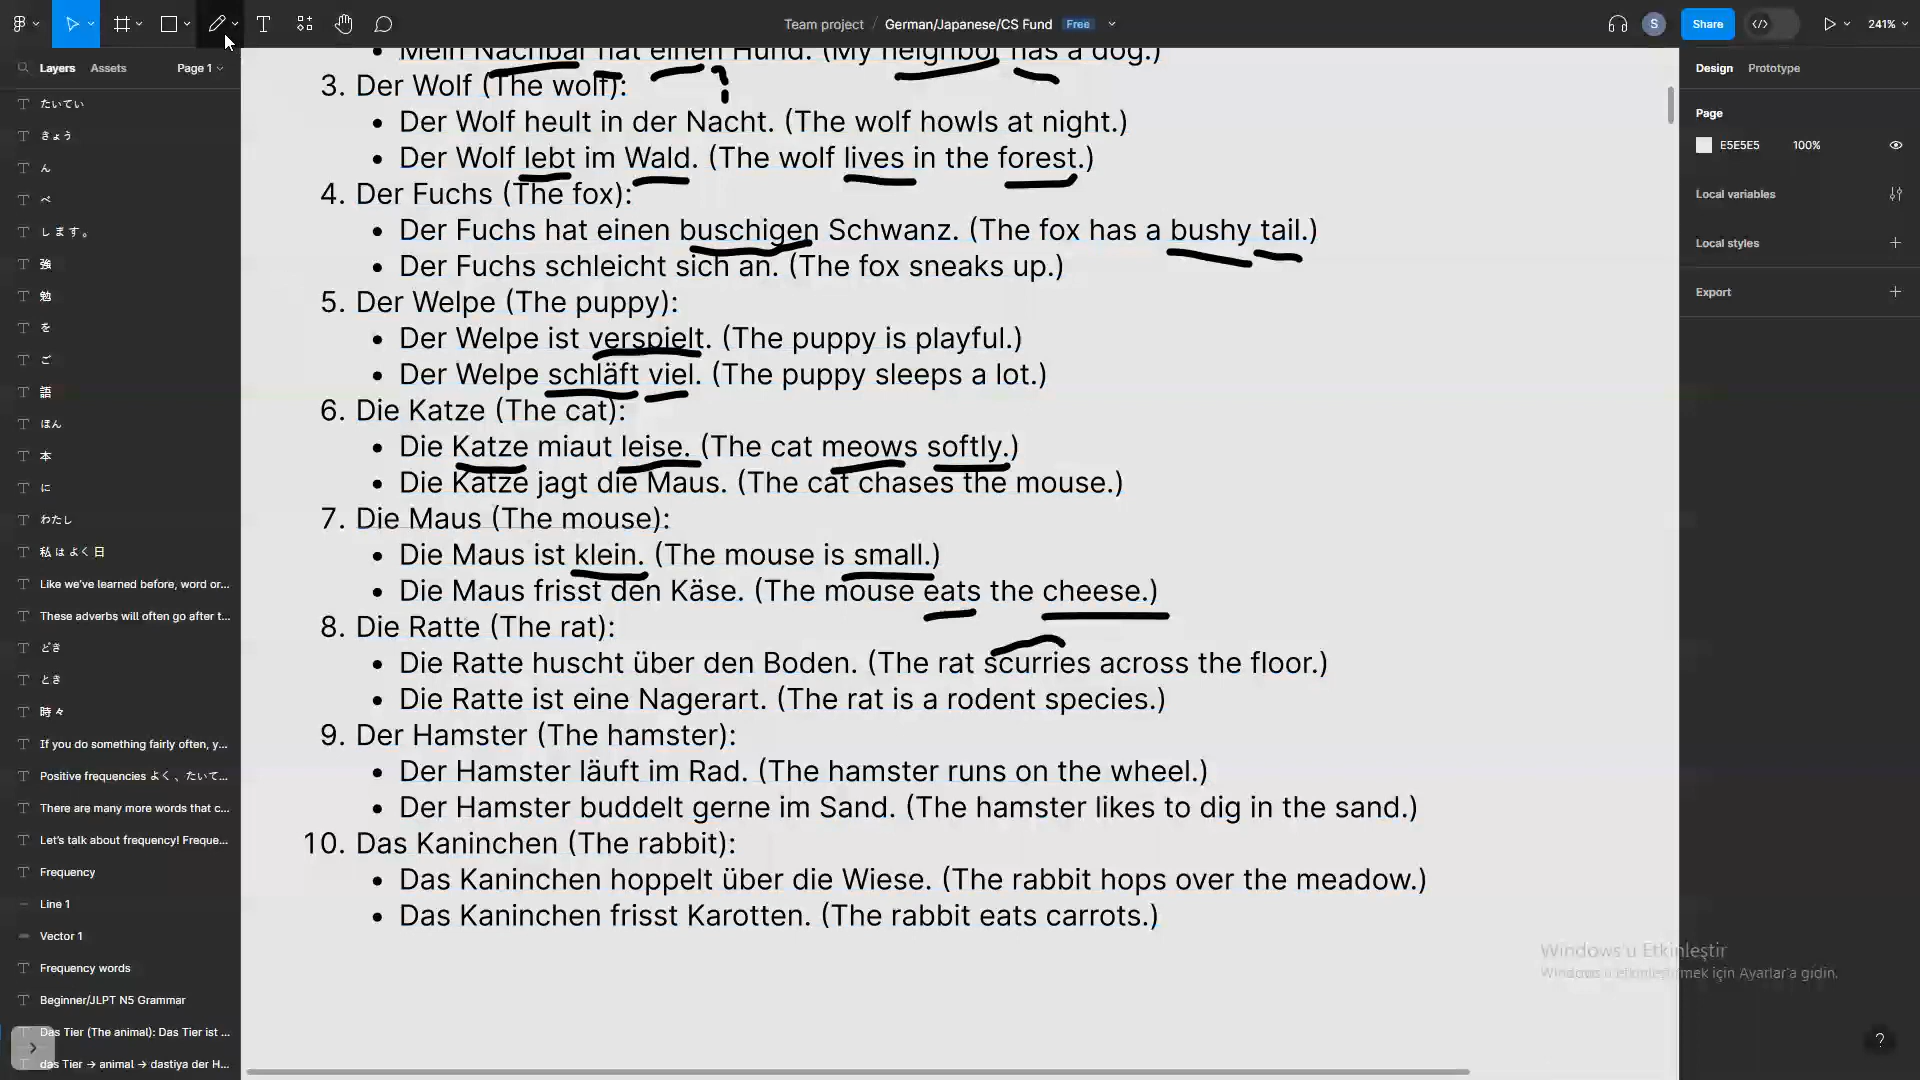 Team project / German/Japanese/CS Fund Free
S Share 241%
Layers Assets Page 1
たいてい
きょう
ん
べ
します。
強
勉
を
ご
語
ほん
本
に
わたし
私 は よく 日
Like we've learned before, word or...
These adverbs will often go after t...
どき
とき
時々
If you do something fairly often, y...
Positive frequencies よく、たいて...
There are many more words that c...
Let's talk about frequency! Freque...
Frequency
Line 1
Vector 1
Frequency words
Beginner/JLPT N5 Grammar
Das Tier (The animal): Das Tier ist ...
das Tier → animal → dastiya der H...
Mein Nachbar hat einen Hund. (My neighbor has a dog.)
3. Der Wolf (The wolf):
• Der Wolf heult in der Nacht. (The wolf howls at night.)
• Der Wolf lebt im Wald. (The wolf lives in the forest.)
4. Der Fuchs (The fox):
• Der Fuchs hat einen buschigen Schwanz. (The fox has a bushy tail.)
• Der Fuchs schleicht sich an. (The fox sneaks up.)
5. Der Welpe (The puppy):
• Der Welpe ist verspielt. (The puppy is playful.)
• Der Welpe schläft viel. (The puppy sleeps a lot.)
6. Die Katze (The cat):
• Die Katze miaut leise. (The cat meows softly.)
• Die Katze jagt die Maus. (The cat chases the mouse.)
7. Die Maus (The mouse):
• Die Maus ist klein. (The mouse is small.)
• Die Maus frisst den Käse. (The mouse eats the cheese.)
8. Die Ratte (The rat):
• Die Ratte huscht über den Boden. (The rat scurries across the floor.)
• Die Ratte ist eine Nagerart. (The rat is a rodent species.)
9. Der Hamster (The hamster):
• Der Hamster läuft im Rad. (The hamster runs on the wheel.)
• Der Hamster buddelt gerne im Sand. (The hamster likes to dig in the sand.)
10. Das Kaninchen (The rabbit):
• Das Kaninchen hoppelt über die Wiese. (The rabbit hops over the meadow.)
• Das Kaninchen frisst Karotten. (The rabbit eats carrots.)
Design Prototype
Page
E5E5E5 100%
Local variables
Local styles
Export
Windows'u Etkinleştir
Windows'u etkinleştirmek için Ayarlar'a gidin.
?